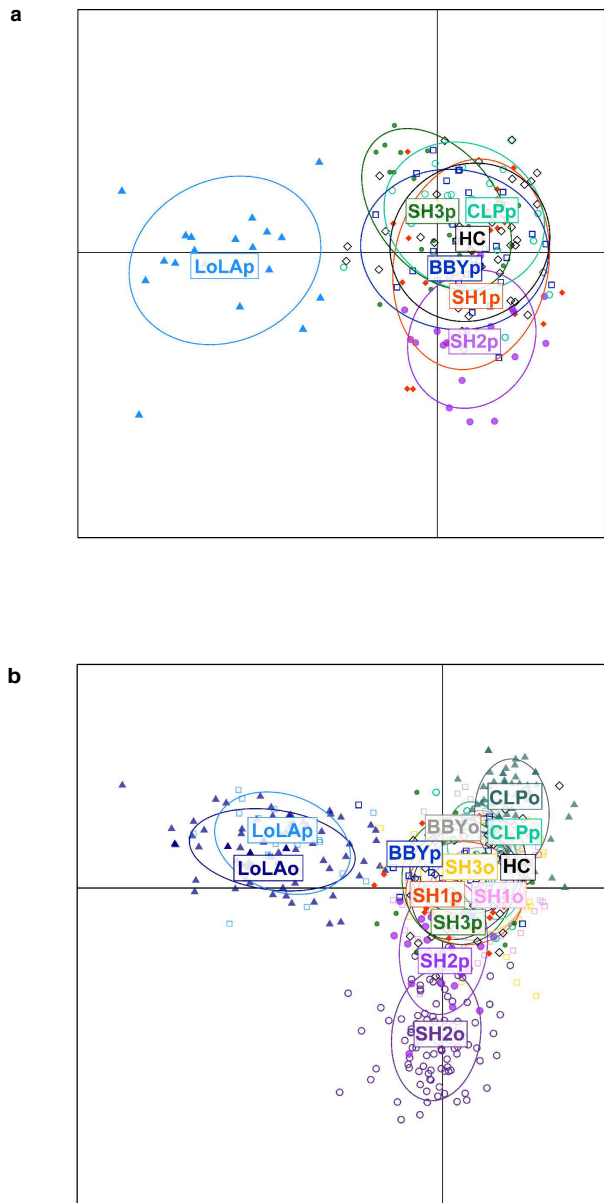 a
SH3p CLPp
HC
LoLAp BBYp
SH1p
SH2p
b
CLPo
LoLAp BBYo CLPp
BBYp
LoLAo SH3o HC
SH1p SH1o
SH3p
SH2p
SH2o